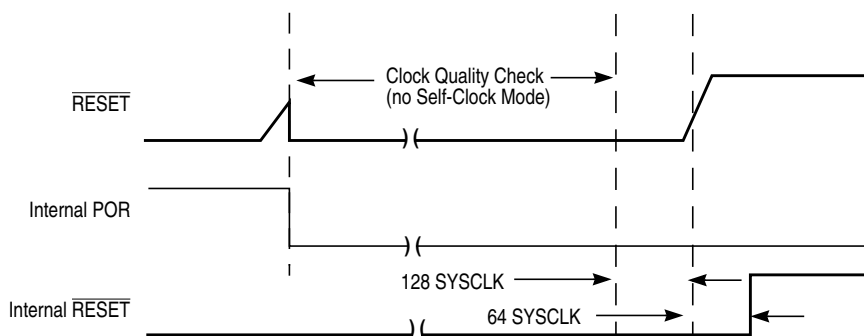 Clock Quality Check
(no Self-Clock Mode)
RESET
Internal POR
128 SYSCLK
Internal RESET
64 SYSCLK